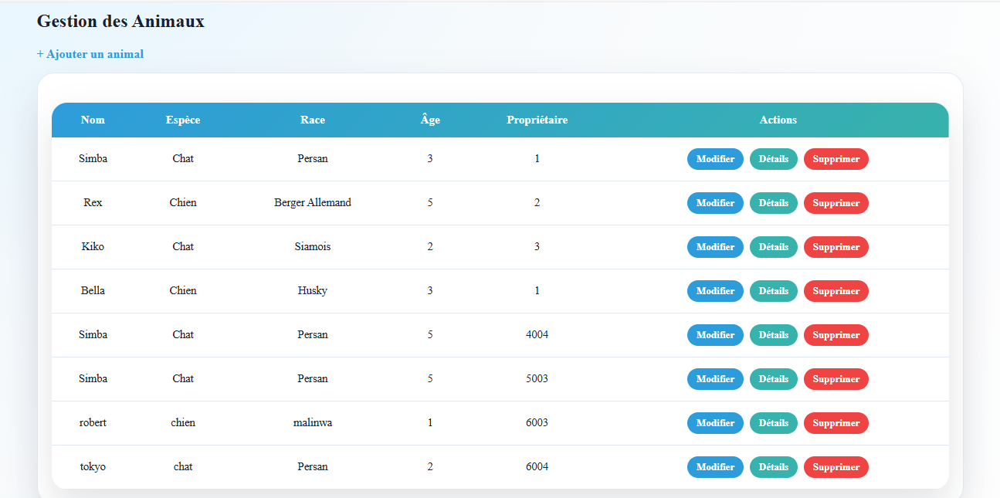 Gestion des Animaux
+ Ajouter un animal
Nom Espèce Race Âge Propriétaire Actions
Simba Chat Persan 3 1 Modifier Détails Supprimer
Rex Chien Berger Allemand 5 2 Modifier Détails Supprimer
Kiko Chat Siamois 2 3 Modifier Détails Supprimer
Bella Chien Husky 3 1 Modifier Détails Supprimer
Simba Chat Persan 5 4004 Modifier Détails Supprimer
Simba Chat Persan 5 5003 Modifier Détails Supprimer
robert chien malinwa 1 6003 Modifier Détails Supprimer
tokyo chat Persan 2 6004 Modifier Détails Supprimer